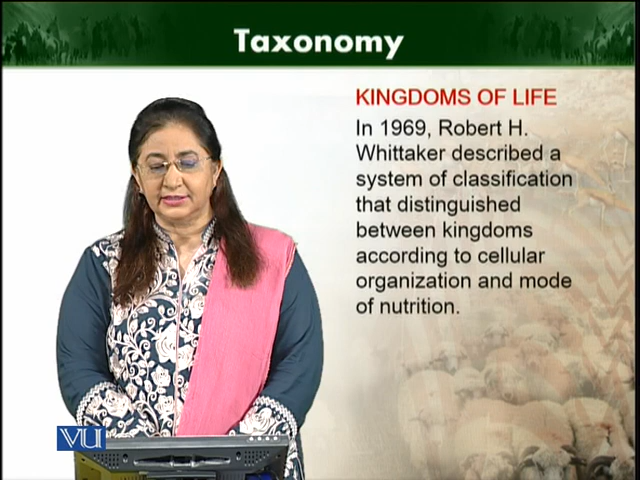 Taxonomy
KINGDOMS OF LIFE
In 1969, Robert H.
Whittaker described a
system of classification
that distinguished
between kingdoms
according to cellular
organization and mode
of nutrition.
VU